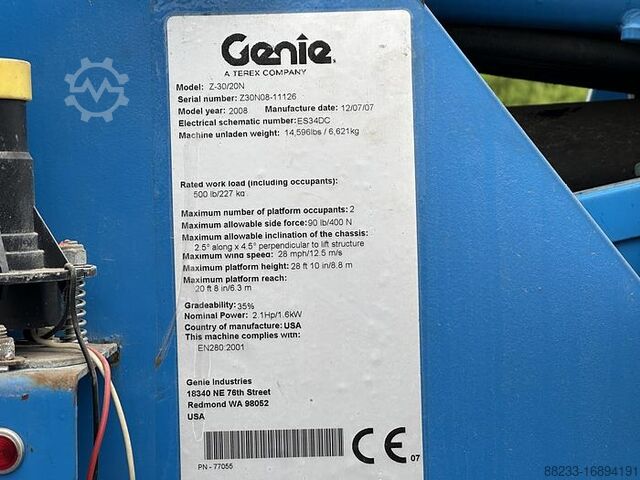 Genie
A TEREX COMPANY
Model: Z-30/20N
Serial number: Z30N08-11126
Model year: 2008 Manufacture date: 12/07/07
Electrical schematic number: ES34DC
Machine unladen weight: 14,596lbs / 6,621kg
Rated work load (including occupants):
500 lb/227 kg
Maximum number of platform occupants: 2
Maximum allowable side force: 90 lb/400 N
Maximum allowable inclination of the chassis:
2.5° along x 4.5° perpendicular to lift structure
Maximum wind speed: 28 mph/12.5 m/s
Maximum platform height: 28 ft 10 in/8.8 m
Maximum platform reach:
20 ft 8 in/6.3 m
Gradeability: 35%
Nominal Power: 2.1Hp/1.6kW
Country of manufacture: USA
This machine complies with:
EN280:2001
Genie Industries
18340 NE 76th Street
Redmond WA 98052
USA
PN - 77055
CE 07
88233-16894191